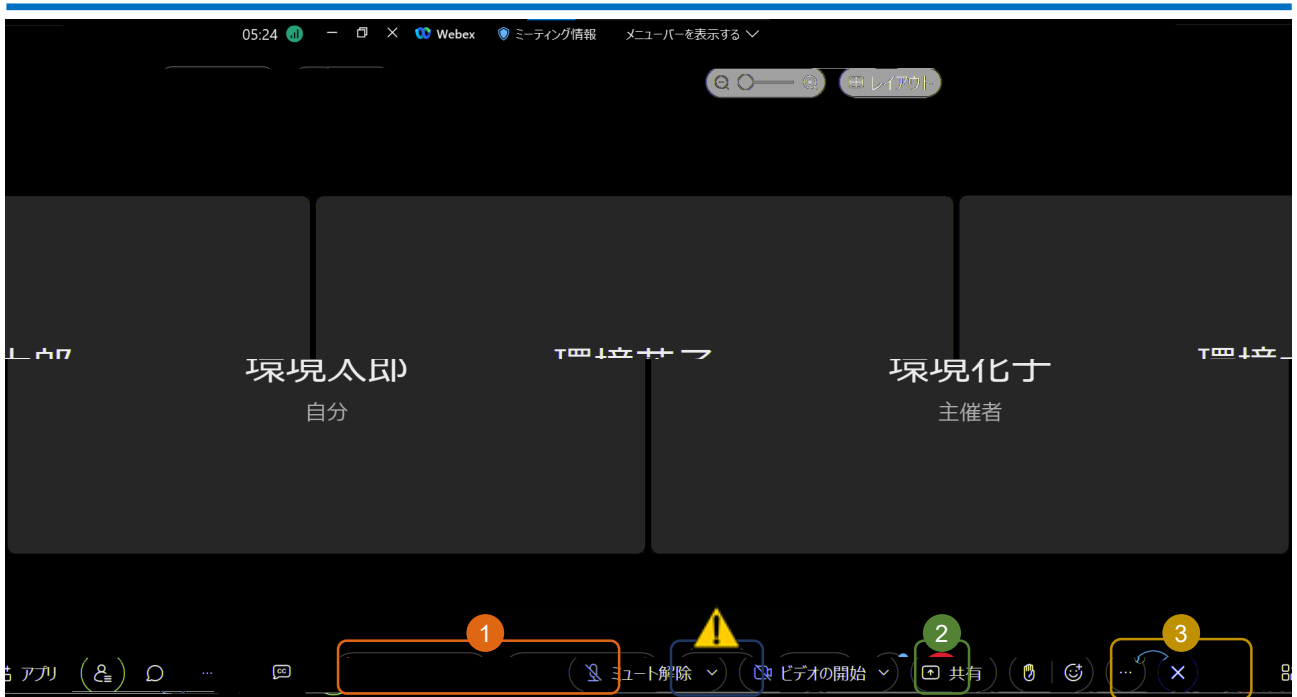 05:24 Webex ミーティング情報 メニューバーを表示する
レイアウト
環境太郎
環境花子
自分
主催者
1
2
3
アプリ
ミュート解除
ビデオの開始
共有